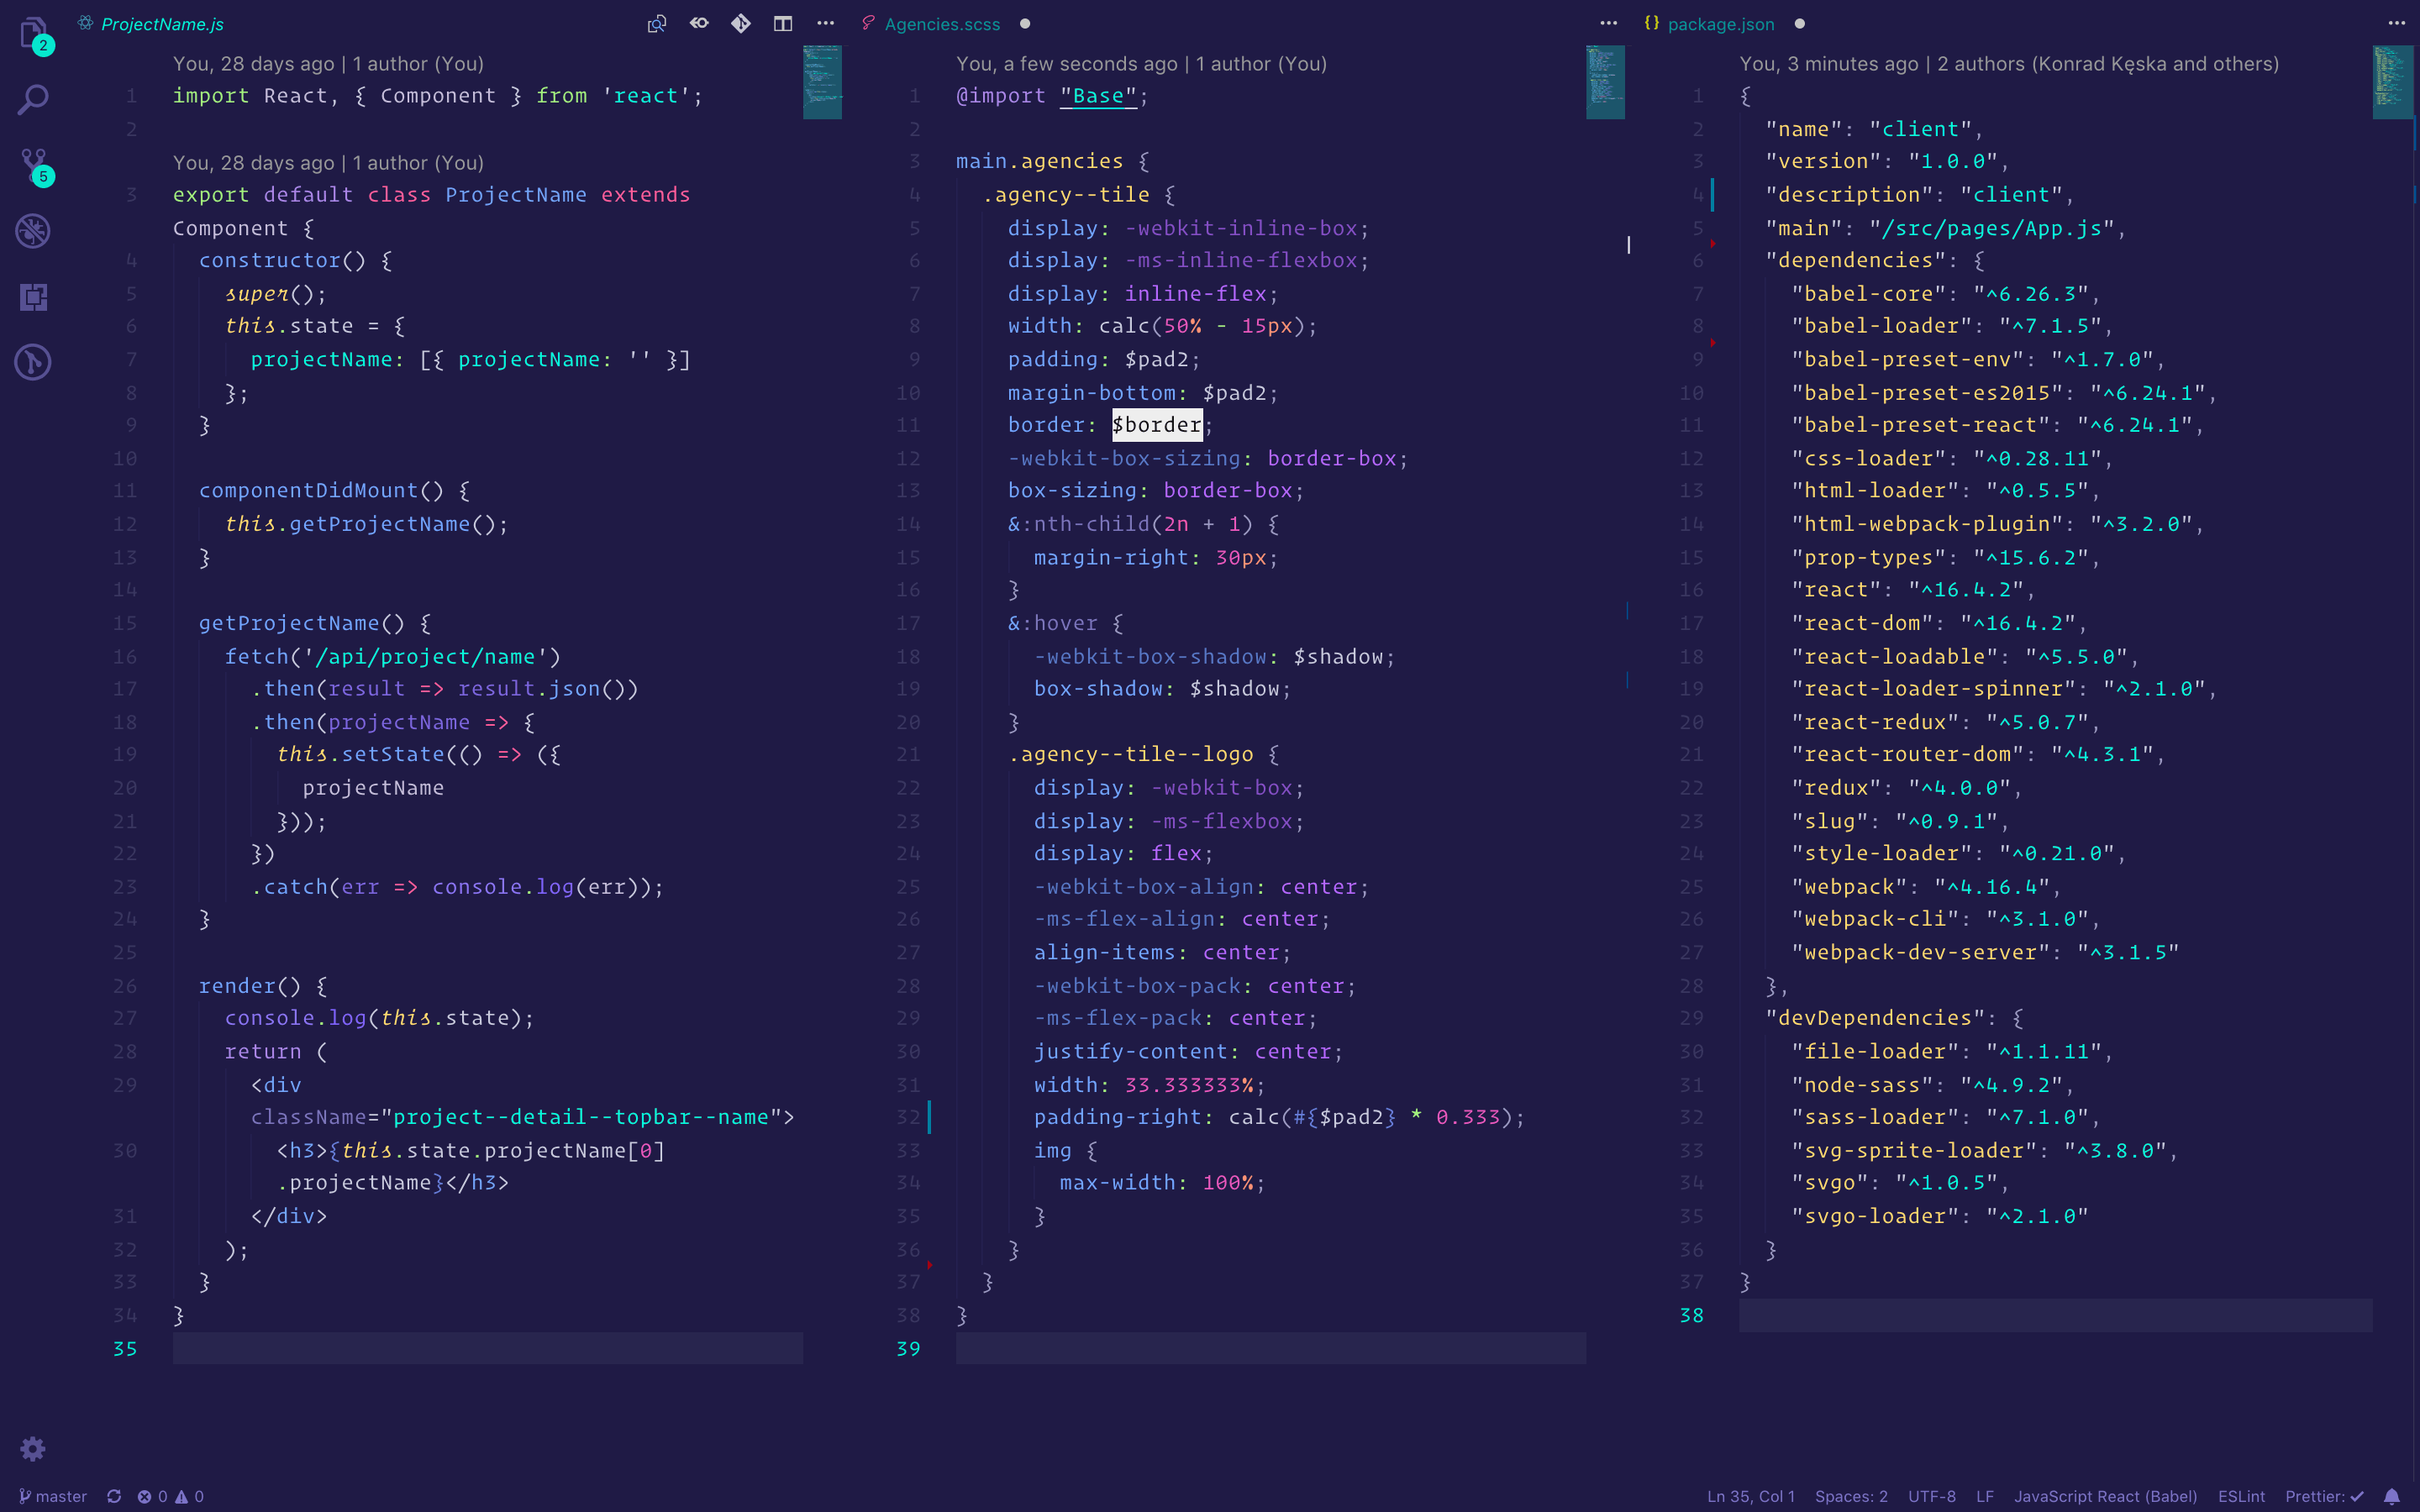 ProjectName.js
You, 28 days ago | 1 author (You)
1 import React, { Component } from 'react';
2
You, 28 days ago | 1 author (You)
3 export default class ProjectName extends
Component {
4 constructor() {
5 super();
6 this.state = {
7 projectName: [{ projectName: '' }]
8 };
9 }
10
11 componentDidMount() {
12 this.getProjectName();
13 }
14
15 getProjectName() {
16 fetch('/api/project/name')
17 .then(result => result.json())
18 .then(projectName => {
19 this.setState(() => ({
20 projectName
21 }));
22 })
23 .catch(err => console.log(err));
24 }
25
26 render() {
27 console.log(this.state);
28 return (
29 <div
className="project--detail--topbar--name">
30 <h3>{this.state.projectName[0]
.projectName}</h3>
31 </div>
32 );
33 }
34 }
35
Agencies.scss
You, a few seconds ago | 1 author (You)
1 @import "Base";
2
3 main.agencies {
4 .agency--tile {
5 display: -webkit-inline-box;
6 display: -ms-inline-flexbox;
7 display: inline-flex;
8 width: calc(50% - 15px);
9 padding: $pad2;
10 margin-bottom: $pad2;
11 border: $border;
12 -webkit-box-sizing: border-box;
13 box-sizing: border-box;
14 &:nth-child(2n + 1) {
15 margin-right: 30px;
16 }
17 &:hover {
18 -webkit-box-shadow: $shadow;
19 box-shadow: $shadow;
20 }
21 .agency--tile--logo {
22 display: -webkit-box;
23 display: -ms-flexbox;
24 display: flex;
25 -webkit-box-align: center;
26 -ms-flex-align: center;
27 align-items: center;
28 -webkit-box-pack: center;
29 -ms-flex-pack: center;
30 justify-content: center;
31 width: 33.333333%;
32 padding-right: calc(#{$pad2} * 0.333);
33 img {
34 max-width: 100%;
35 }
36 }
37 }
38 }
39
{} package.json
You, 3 minutes ago | 2 authors (Konrad Kęska and others)
1 {
2 "name": "client",
3 "version": "1.0.0",
4 "description": "client",
5 "main": "/src/pages/App.js",
6 "dependencies": {
7 "babel-core": "^6.26.3",
8 "babel-loader": "^7.1.5",
9 "babel-preset-env": "^1.7.0",
10 "babel-preset-es2015": "^6.24.1",
11 "babel-preset-react": "^6.24.1",
12 "css-loader": "^0.28.11",
13 "html-loader": "^0.5.5",
14 "html-webpack-plugin": "^3.2.0",
15 "prop-types": "^15.6.2",
16 "react": "^16.4.2",
17 "react-dom": "^16.4.2",
18 "react-loadable": "^5.5.0",
19 "react-loader-spinner": "^2.1.0",
20 "react-redux": "^5.0.7",
21 "react-router-dom": "^4.3.1",
22 "redux": "^4.0.0",
23 "slug": "^0.9.1",
24 "style-loader": "^0.21.0",
25 "webpack": "^4.16.4",
26 "webpack-cli": "^3.1.0",
27 "webpack-dev-server": "^3.1.5"
28 },
29 "devDependencies": {
30 "file-loader": "^1.1.11",
31 "node-sass": "^4.9.2",
32 "sass-loader": "^7.1.0",
33 "svg-sprite-loader": "^3.8.0",
34 "svgo": "^1.0.5",
35 "svgo-loader": "^2.1.0"
36 }
37 }
38
2
5
master 0 0
Ln 35, Col 1 Spaces: 2 UTF-8 LF JavaScript React (Babel) ESLint Prettier: ✓